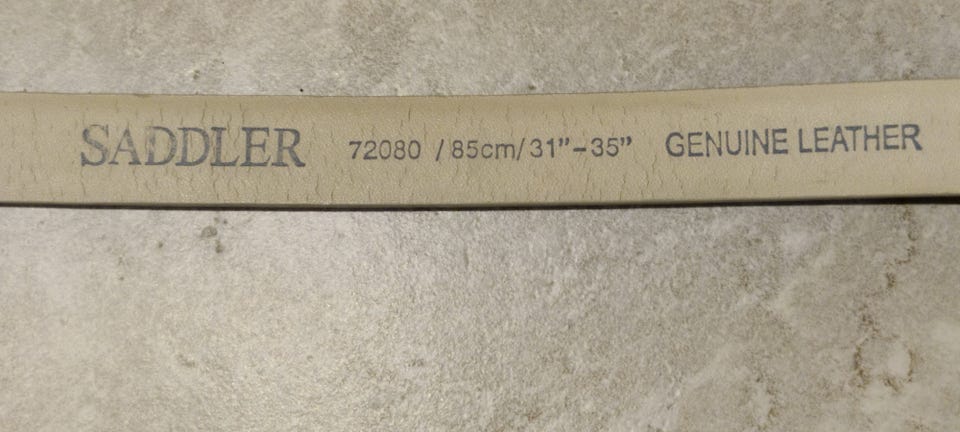 SADDLER 72080 / 85cm/ 31”-35” GENUINE LEATHER